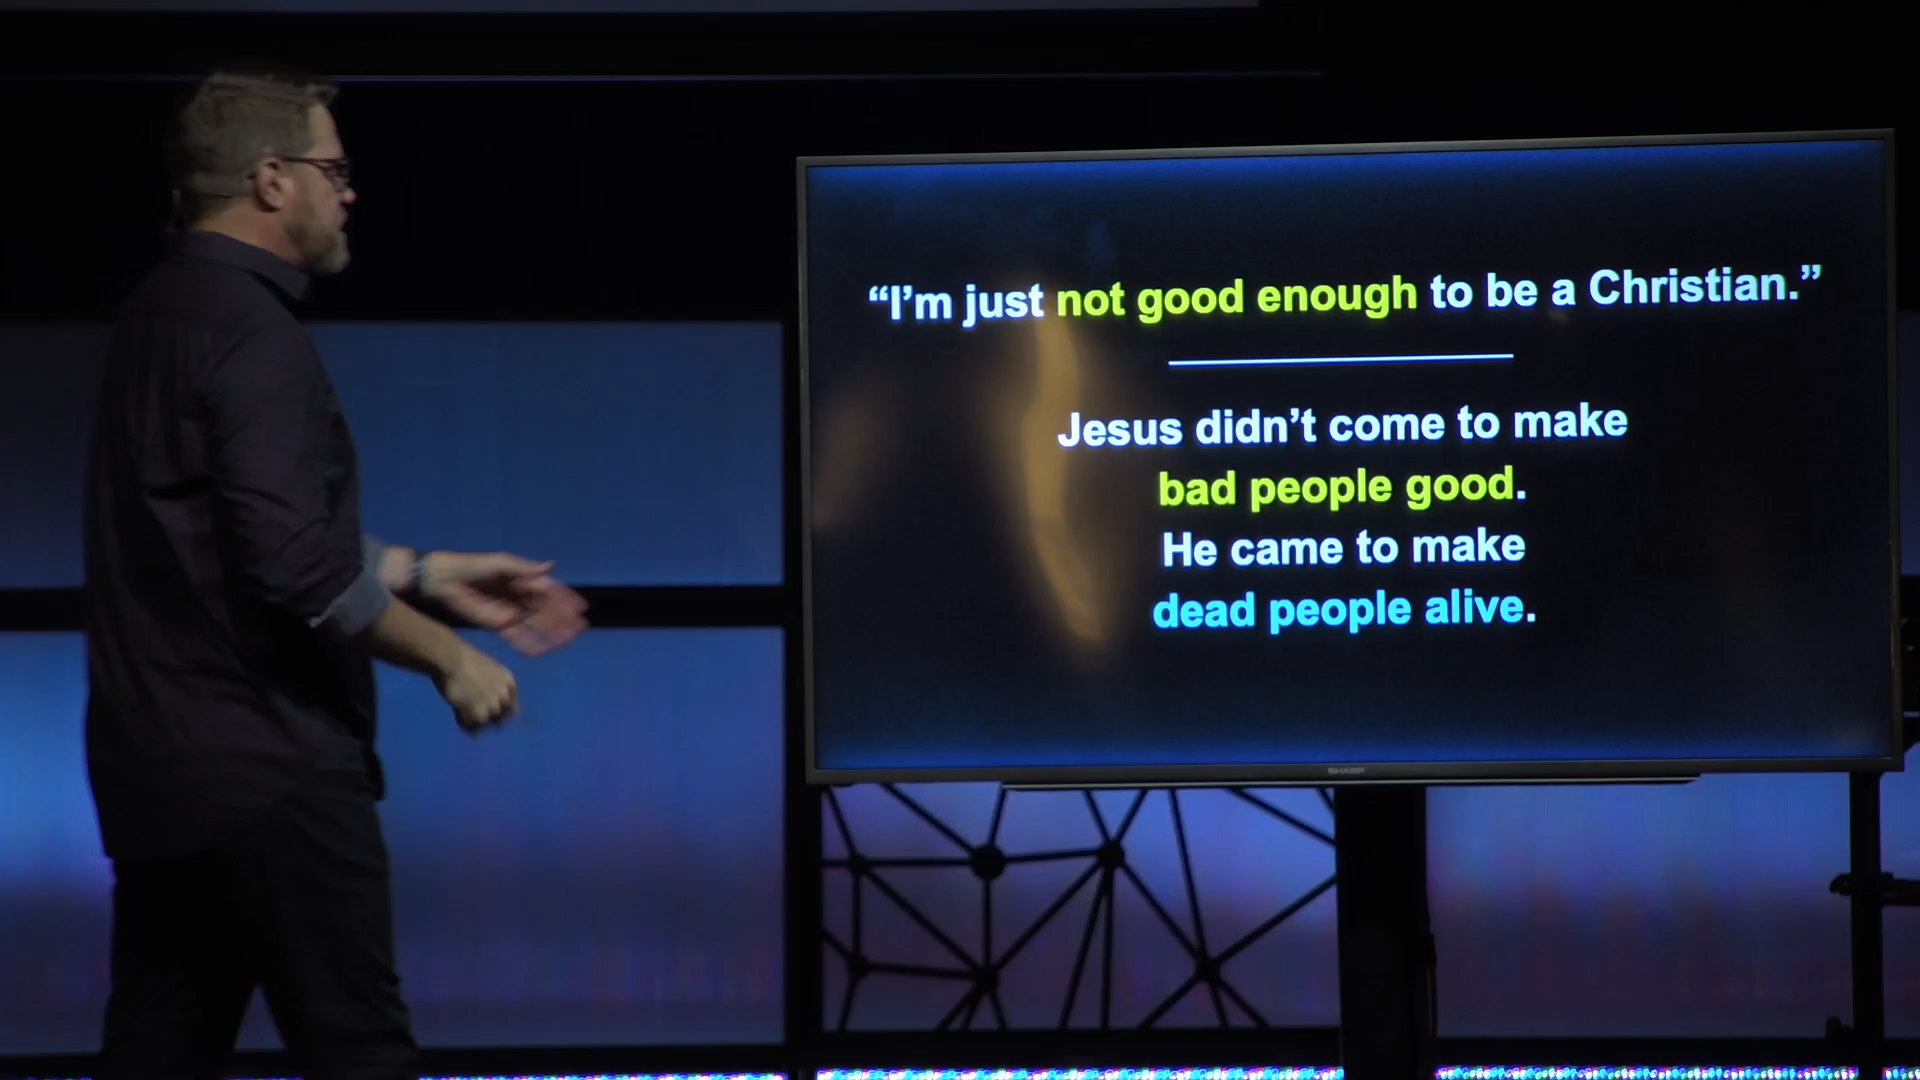 “I’m just not good enough to be a Christian.”
Jesus didn’t come to make
bad people good.
He came to make
dead people alive.
SHARP